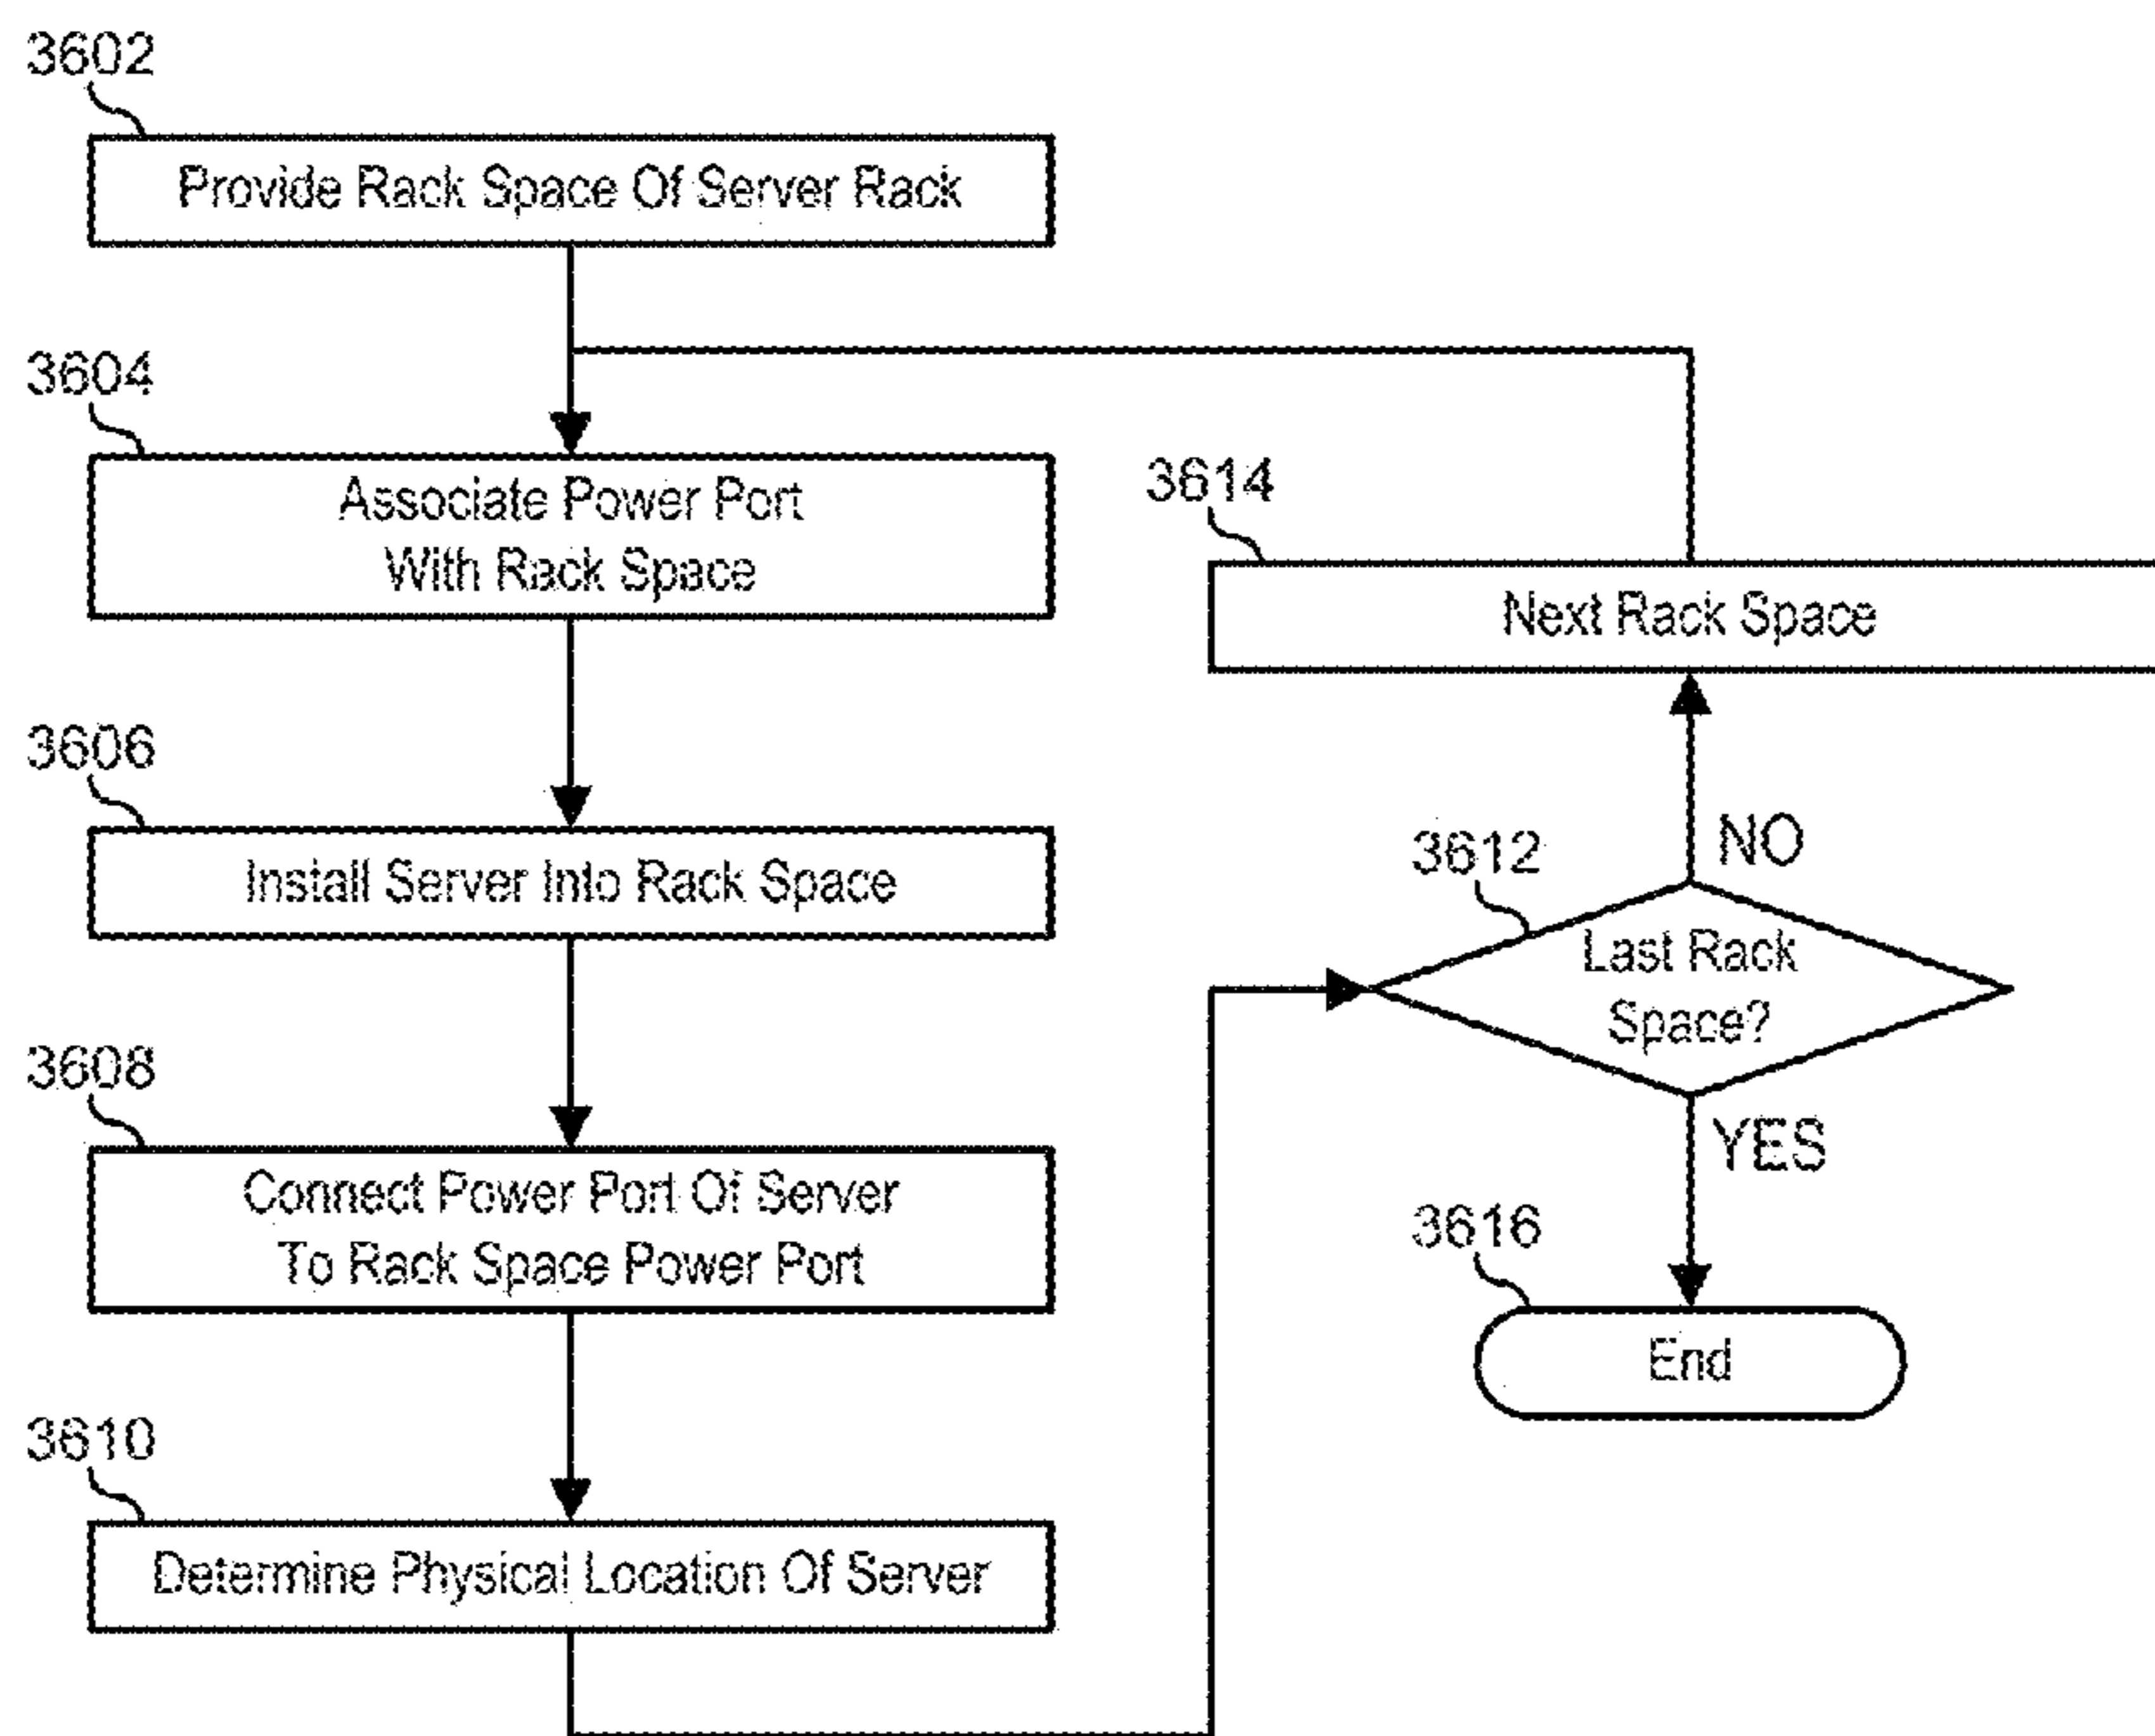 3602
Provide Rack Space Of Server Rack
3604
Associate Power Port
With Rack Space
3606
Install Server Into Rack Space
3608
Connect Power Port Of Server
To Rack Space Power Port
3610
Determine Physical Location Of Server
3614
Next Rack Space
NO
3612
Last Rack
Space?
YES
3616
End